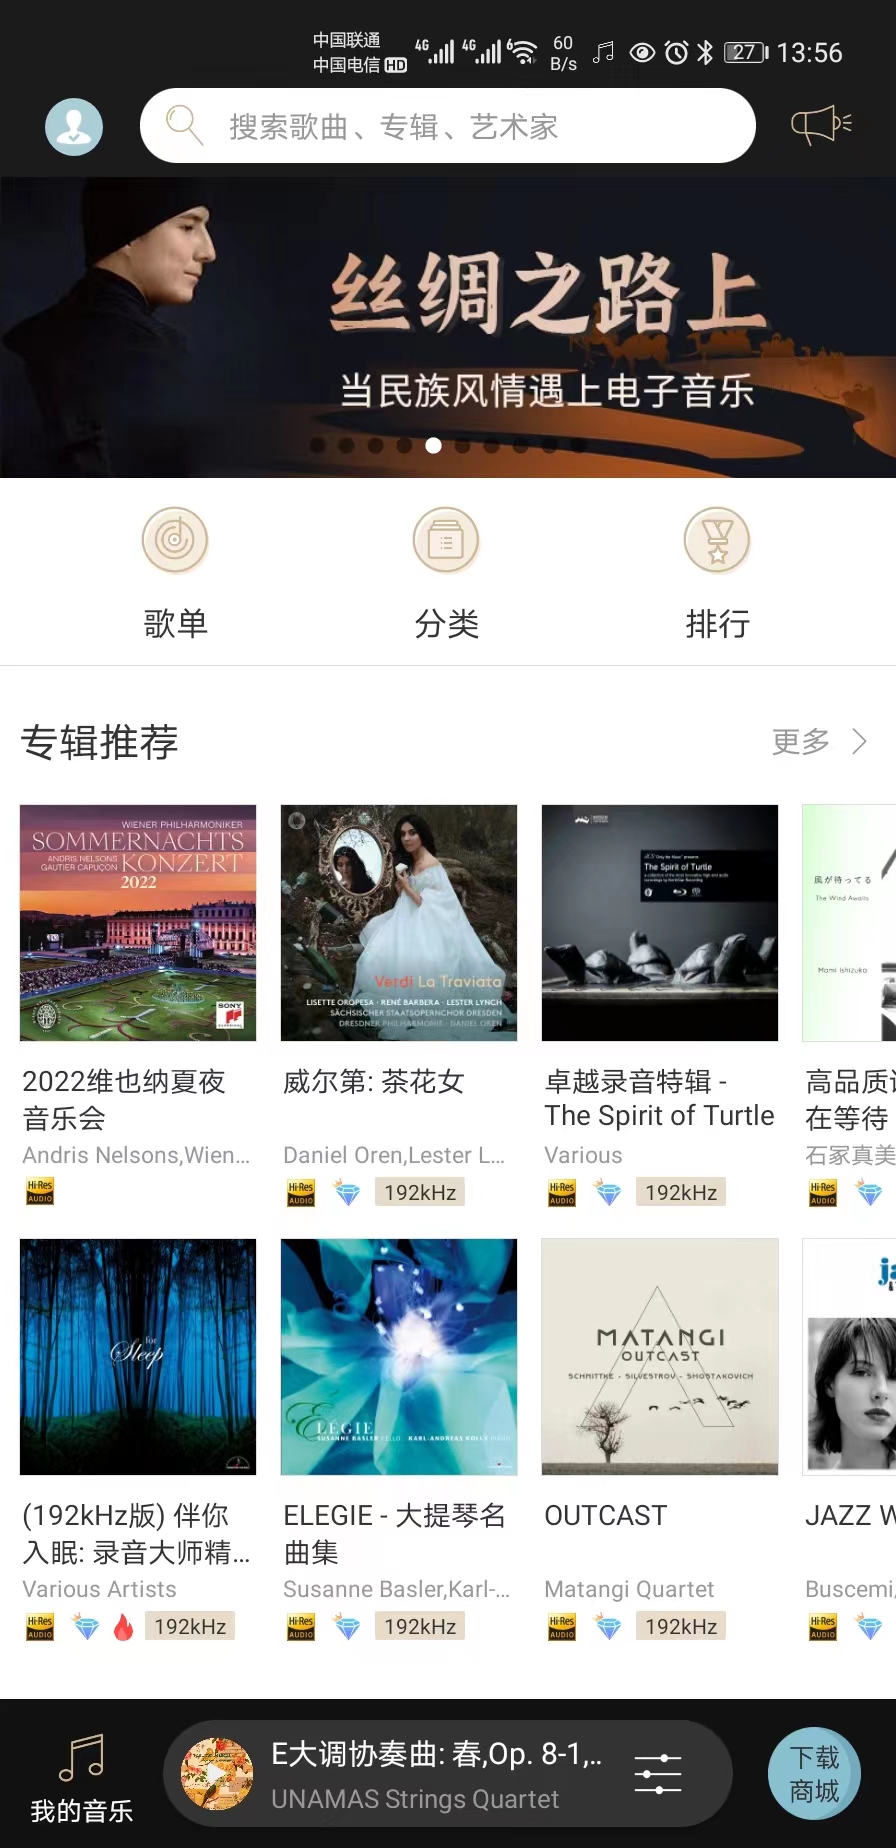 中国联通
中国电信 HD
4G 4G 6 60 B/s 27 13:56
搜索歌曲、专辑、艺术家
丝绸之路上
当民族风情遇上电子音乐
歌单 分类 排行
专辑推荐 更多
WIENER PHILHARMONIKER
SOMMERNACHTS
ANDRIS NELSONS
GAUTIER CAPUÇON
KONZERT
2022
SONY
Verdi La Traviata
LISETTE OROPESA · RENÉ BARBERA · LESTER LYNCH
SÄCHSISCHER STAATSOPERNCHOR DRESDEN
DRESDNER PHILHARMONIE · DANIEL OREN
The Spirit of Turtle
風が待ってる
The Wind Awaits
Mami Ishizuka
2022维也纳夏夜
音乐会
Andris Nelsons,Wien...
Hi-Res AUDIO
威尔第: 茶花女
Daniel Oren,Lester L...
Hi-Res AUDIO 192kHz
卓越录音特辑 -
The Spirit of Turtle
Various
Hi-Res AUDIO 192kHz
高品质
在等待
石冢真美
Hi-Res AUDIO
for
Sleep
ELÉGIE
SUSANNE BASLER CELLO KARL-ANDREAS KOLLY PIANO
MATANGI
OUTCAST
SCHNITTKE - SILVESTROV - SHOSTAKOVICH
ja
(192kHz版) 伴你
入眠: 录音大师精...
Various Artists
Hi-Res AUDIO 192kHz
ELEGIE - 大提琴名
曲集
Susanne Basler,Karl-...
Hi-Res AUDIO 192kHz
OUTCAST
Matangi Quartet
Hi-Res AUDIO 192kHz
JAZZ W
Buscemi,
Hi-Res AUDIO
我的音乐
E大调协奏曲: 春,Op. 8-1,..
UNAMAS Strings Quartet
下载
商城